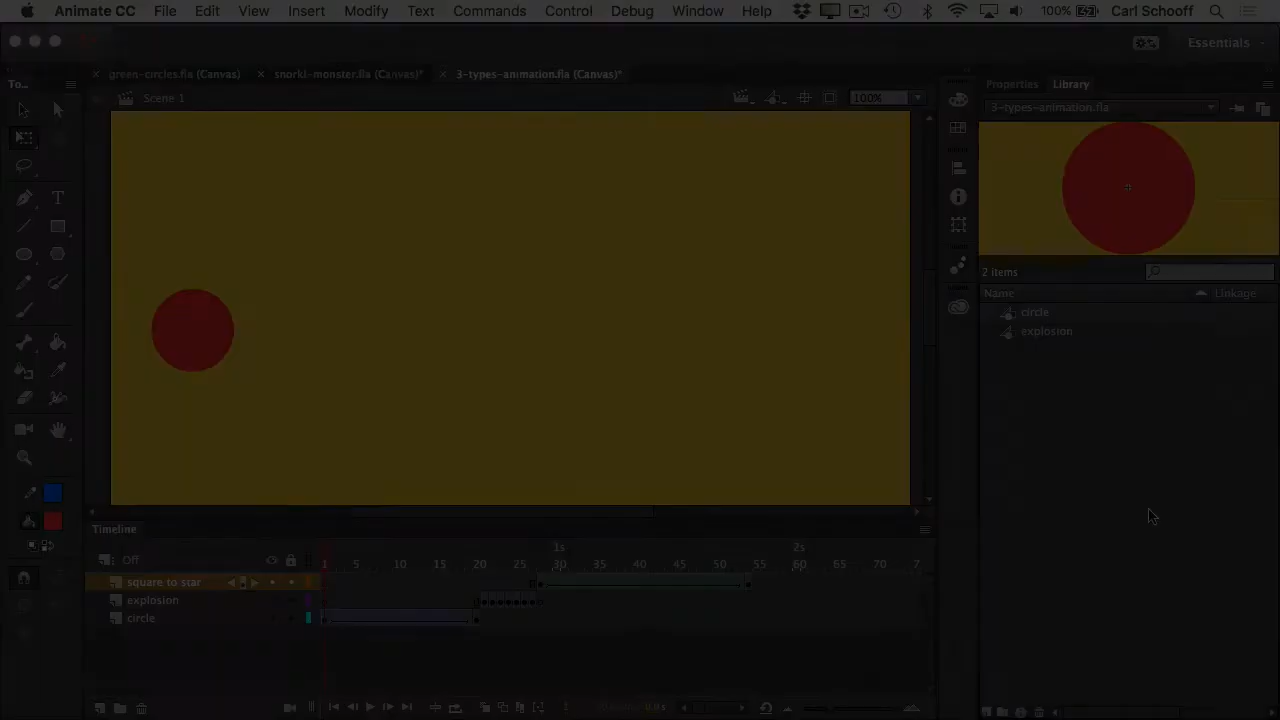 Animate CC File Edit View Insert Modify Text Commands Control Debug Window Help 100% Carl Schooff
Essentials
green-circles.fla (Canvas) snorkl-monster.fla (Canvas)* 3-types-animation.fla (Canvas)*
To...
Properties Library
Scene 1
100%
3-types-animation.fla
2 items
Name Linkage
circle
explosion
Timeline
1s 2s
Off
1 5 10 15 20 25 30 35 40 45 50 55 60 65 70 7
square to star
explosion
circle